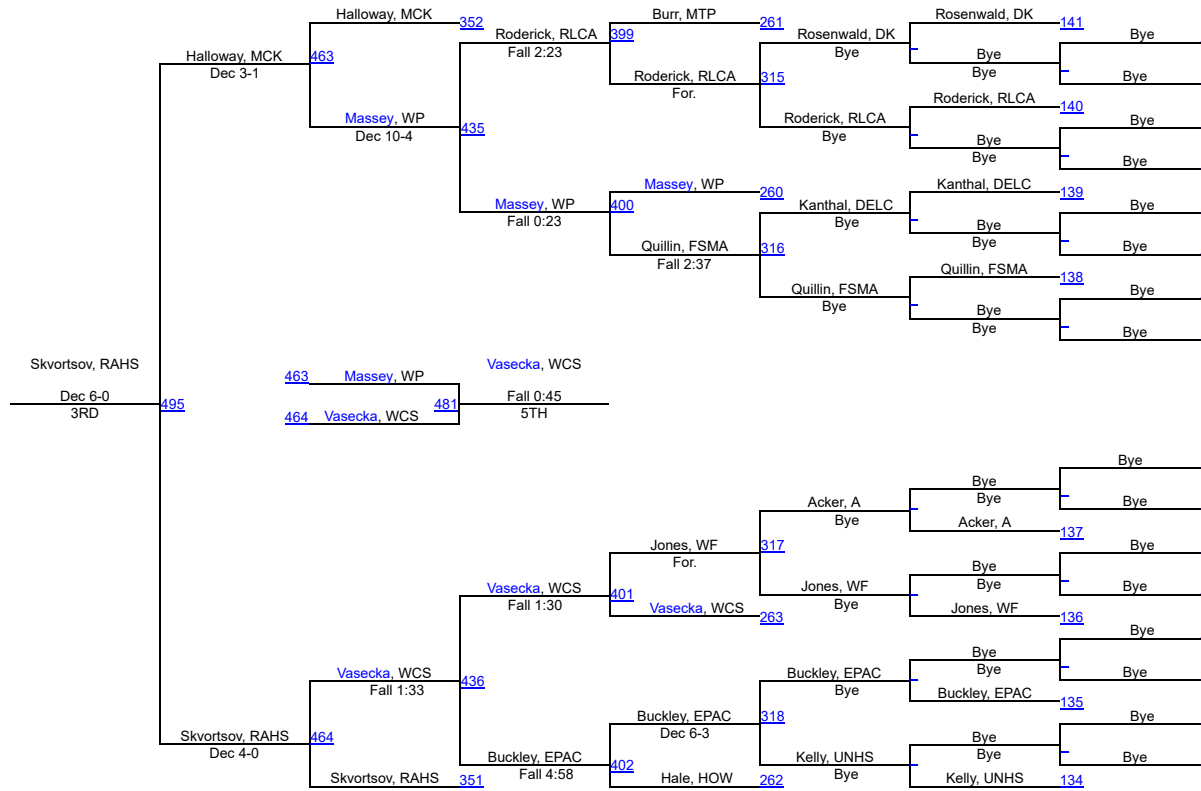 Halloway, MCK
352
Burr, MTP
261
Rosenwald, DK
141
Bye
Roderick, RLCA
399
Fall 2:23
Rosenwald, DK
Bye
Halloway, MCK
463
Dec 3-1
Bye
Bye
Roderick, RLCA
For.
315
Bye
Roderick, RLCA
140
Massey, WP
435
Dec 10-4
Roderick, RLCA
Bye
Bye
Bye
Bye
Bye
Massey, WP
260
Kanthal, DELC
139
Massey, WP
400
Fall 0:23
Kanthal, DELC
Bye
Bye
Bye
Bye
Quillin, FSMA
316
Fall 2:37
Bye
Quillin, FSMA
138
Quillin, FSMA
Bye
Bye
Bye
Bye
Bye
Skvortsov, RAHS
Vasecka, WCS
463
Massey, WP
Dec 6-0
495
3RD
481
Fall 0:45
5TH
464
Vasecka, WCS
Bye
Bye
Bye
Bye
Acker, A
Bye
Acker, A
137
Jones, WF
317
For.
Bye
Bye
Bye
Bye
Vasecka, WCS
401
Fall 1:30
Jones, WF
Bye
Vasecka, WCS
263
Jones, WF
136
Bye
Bye
Bye
Bye
Vasecka, WCS
436
Fall 1:33
Buckley, EPAC
Bye
Buckley, EPAC
135
Buckley, EPAC
318
Dec 6-3
Bye
Skvortsov, RAHS
464
Dec 4-0
Bye
Bye
Bye
Buckley, EPAC
402
Fall 4:58
Kelly, UNHS
Bye
Skvortsov, RAHS
351
Hale, HOW
262
Kelly, UNHS
134